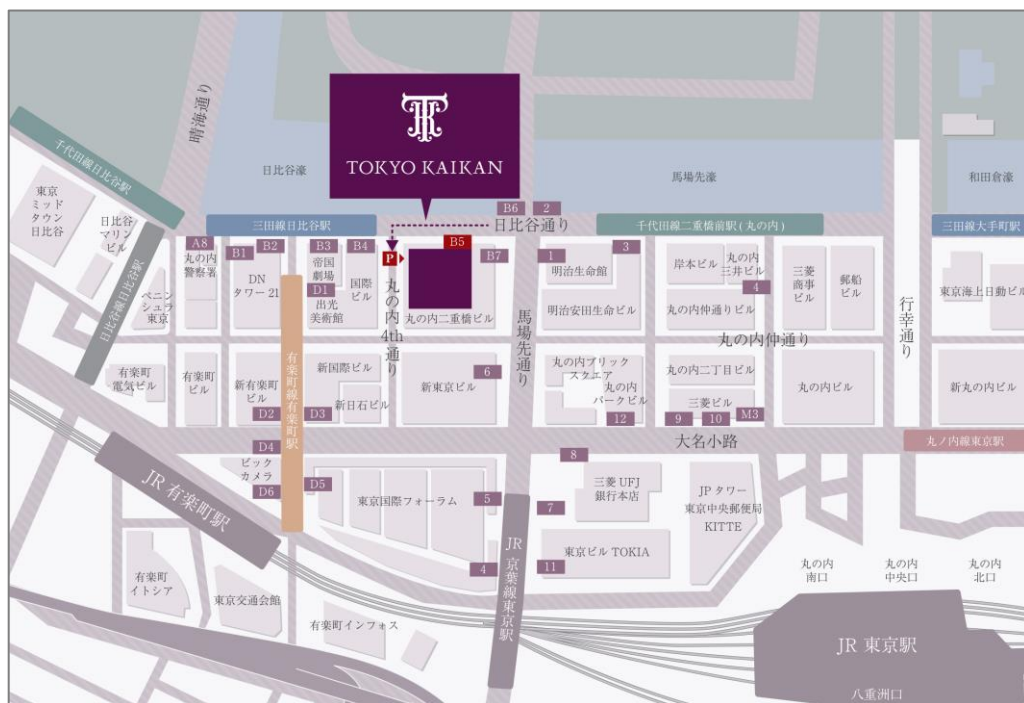 晴海通り
TOKYO KAIKAN
日比谷濠
馬場先濠
和田倉濠
千代田線日比谷駅
東京
ミッド
タウン
日比谷
日比谷
マリン
ビル
三田線日比谷駅
B6
2
日比谷通り
千代田線二重橋前駅(丸の内)
三田線大手町駅
日比谷線日比谷駅
A8
丸の内
警察署
B1
B2
DN
タワー21
B3
帝国
劇場
D1
出光
美術館
B4
国際
ビル
P
B5
B7
丸の内二重橋ビル
1
明治生命館
3
明治安田生命ビル
岸本ビル
丸の内
三井ビル
4
丸の内仲通りビル
三菱
商事
ビル
郵船
ビル
行幸通り
東京海上日動ビル
ペニン
シュラ
東京
丸の内4th通り
馬場先通り
丸の内仲通り
有楽町
電気ビル
有楽町
ビル
新有楽町
ビル
D2
有楽町線有楽町駅
新国際ビル
新日石ビル
D3
6
新東京ビル
丸の内ブリック
スクエア
丸の内
パークビル
12
丸の内二丁目ビル
三菱ビル
9
10
M3
丸の内ビル
新丸の内ビル
大名小路
丸ノ内線東京駅
JR 有楽町駅
D4
ビック
カメラ
D6
D5
東京国際フォーラム
5
4
8
三菱 UFJ
銀行本店
7
東京ビル TOKIA
11
JPタワー
東京中央郵便局
KITTE
JR 京葉線東京駅
有楽町
イトシア
東京交通会館
有楽町インフォス
丸の内
南口
丸の内
中央口
丸の内
北口
JR 東京駅
八重洲口